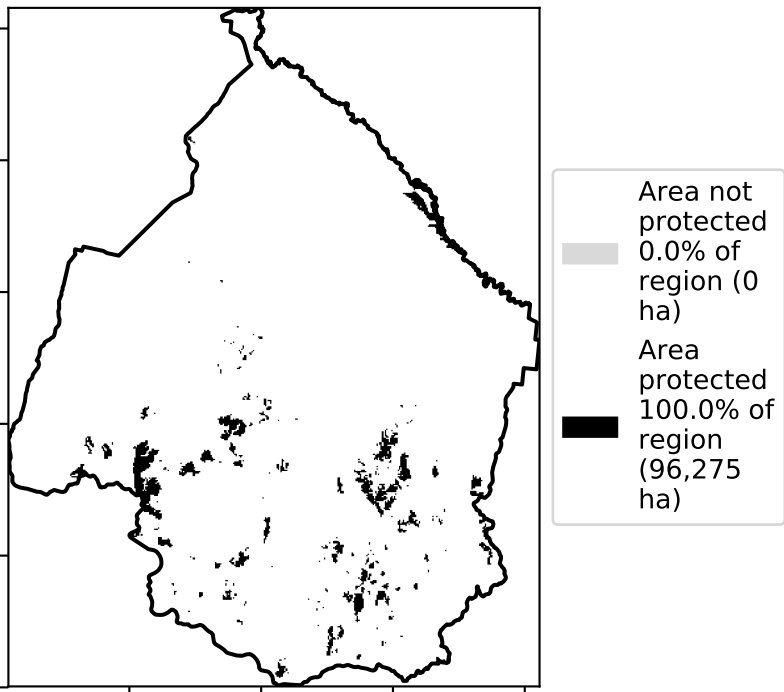 Area not
protected
0.0% of
region (0
ha)
Area
protected
100.0% of
region
(96,275
ha)